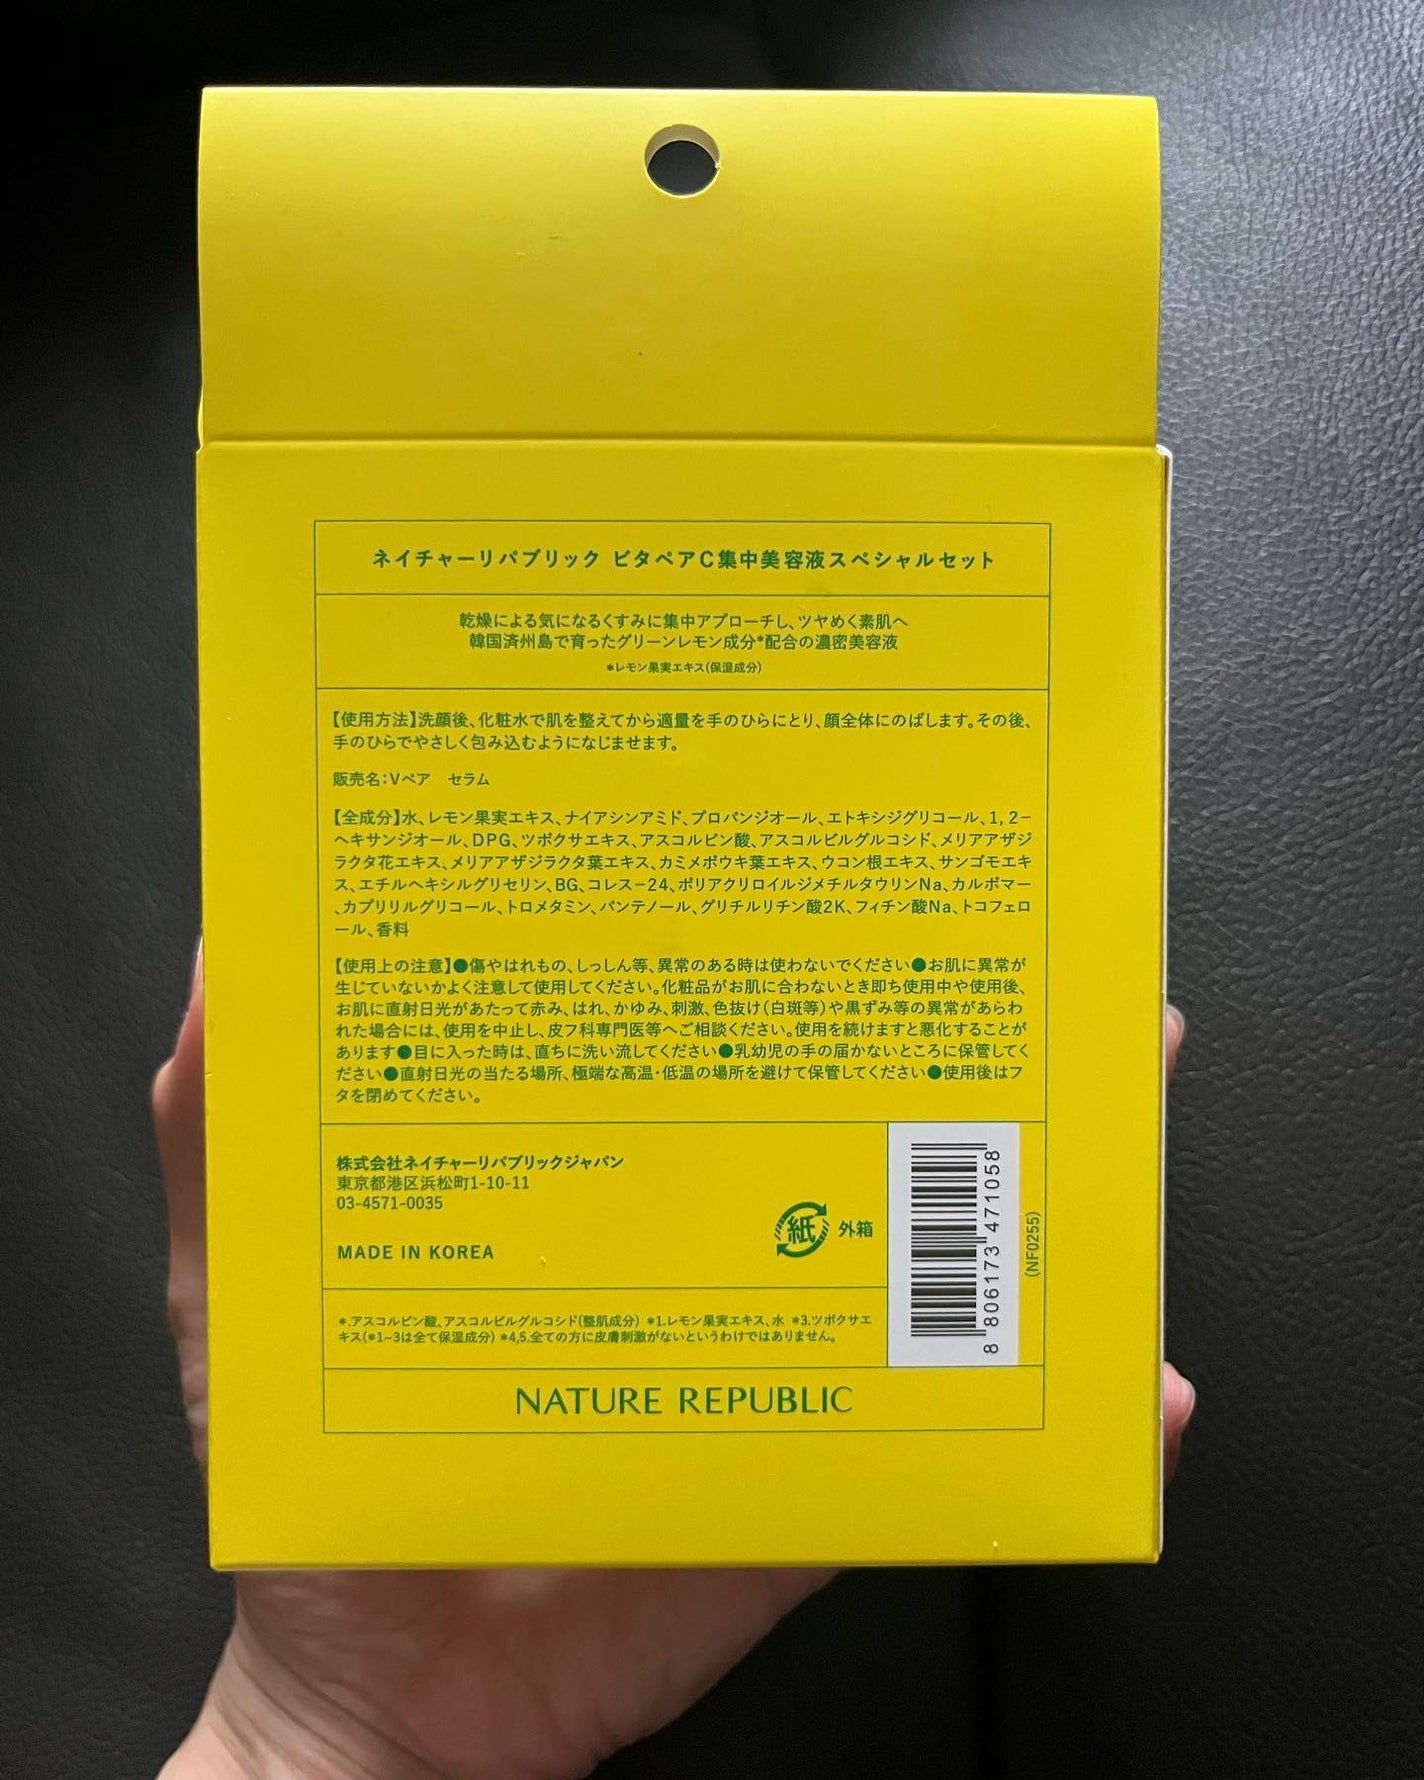 ネイチャーリパブリック ビタペアC集中美容液スペシャルセット
乾燥による気になるくすみに集中アプローチし、ツヤめく素肌へ
韓国済州島で育ったグリーンレモン成分*配合の濃密美容液
*レモン果実エキス(保湿成分)
【使用方法】洗顔後、化粧水で肌を整えてから適量を手のひらにとり、顔全体にのばします。その後、
手のひらでやさしく包み込むようになじませます。
販売名:Vペア　セラム
【全成分】水、レモン果実エキス、ナイアシンアミド、プロパンジオール、エトキシジグリコール、1, 2-
ヘキサンジオール、DPG、ツボクサエキス、アスコルビン酸、アスコルビルグルコシド、メリアアザジ
ラクタ花エキス、メリアアザジラクタ葉エキス、カミメボウキ葉エキス、ウコン根エキス、サンゴモエキ
ス、エチルヘキシルグリセリン、BG、コレス-24、ポリアクリロイルジメチルタウリンNa、カルボマー
、カプリリルグリコール、トロメタミン、パンテノール、グリチルリチン酸2K、フィチン酸Na、トコフェロ
ール、香料
【使用上の注意】●傷やはれもの、しっしん等、異常のある時は使わないでください●お肌に異常が
生じていないかよく注意して使用してください。化粧品がお肌に合わないとき即ち使用中や使用後、
お肌に直射日光があたって赤み、はれ、かゆみ、刺激、色抜け(白斑等)や黒ずみ等の異常があらわ
れた場合には、使用を中止し、皮フ科専門医等へご相談ください。使用を続けますと悪化することが
あります●目に入った時は、直ちに洗い流してください●乳幼児の手の届かないところに保管してく
ださい●直射日光の当たる場所、極端な高温・低温の場所を避けて保管してください●使用後はフ
タを閉めてください。
株式会社ネイチャーリパブリックジャパン
東京都港区浜松町1-10-11
03-4571-0035
MADE IN KOREA
紙 外箱
8 806173 471058
(NF0255)
*.アスコルビン酸、アスコルビルグルコシド(整肌成分) *1.レモン果実エキス、水 *3.ツボクサエ
キス(*1~3は全て保湿成分) *4,5.全ての方に皮膚刺激がないというわけではありません。
NATURE REPUBLIC